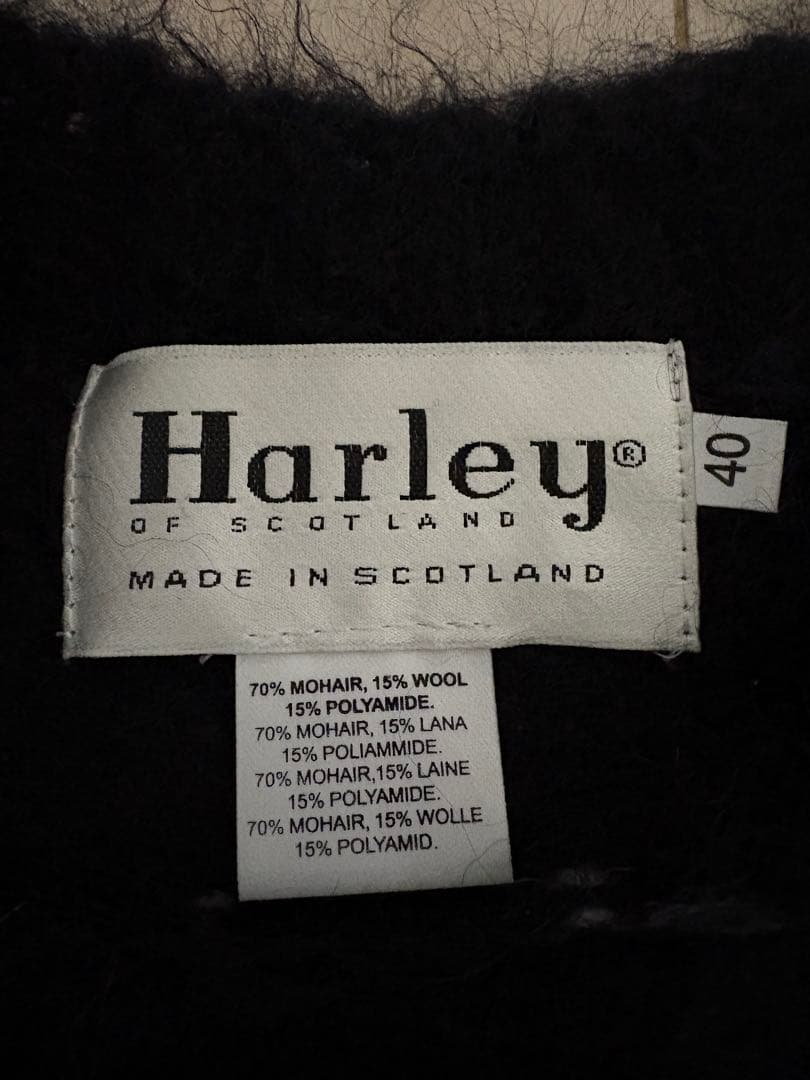 Harley®
OF SCOTLAND
MADE IN SCOTLAND
40
70% MOHAIR, 15% WOOL
15% POLYAMIDE.
70% MOHAIR, 15% LANA
15% POLIAMMIDE.
70% MOHAIR,15% LAINE
15% POLYAMIDE.
70% MOHAIR, 15% WOLLE
15% POLYAMID.